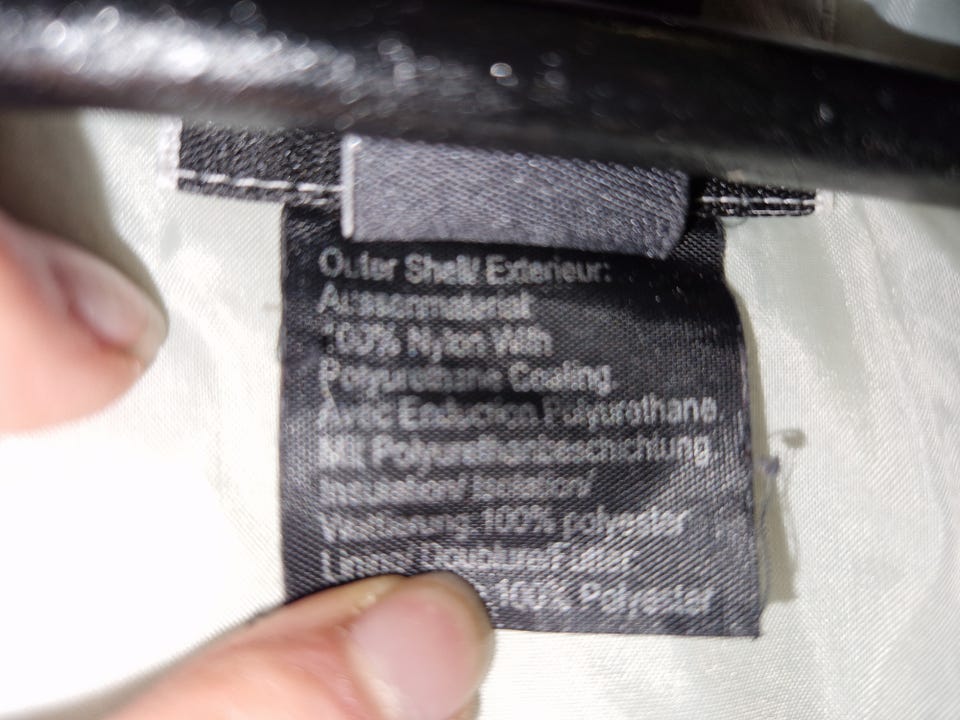 Outer Shell/ Exterieur:
Aussenmaterial:
100% Nylon With
Polyurethane Coating.
Avec Enduction Polyurethane.
Mit Polyurethanbeschichtung.
Insulation/ Isolation/
100% polyester
Lining/ Doublure/Futter
100% Polyester